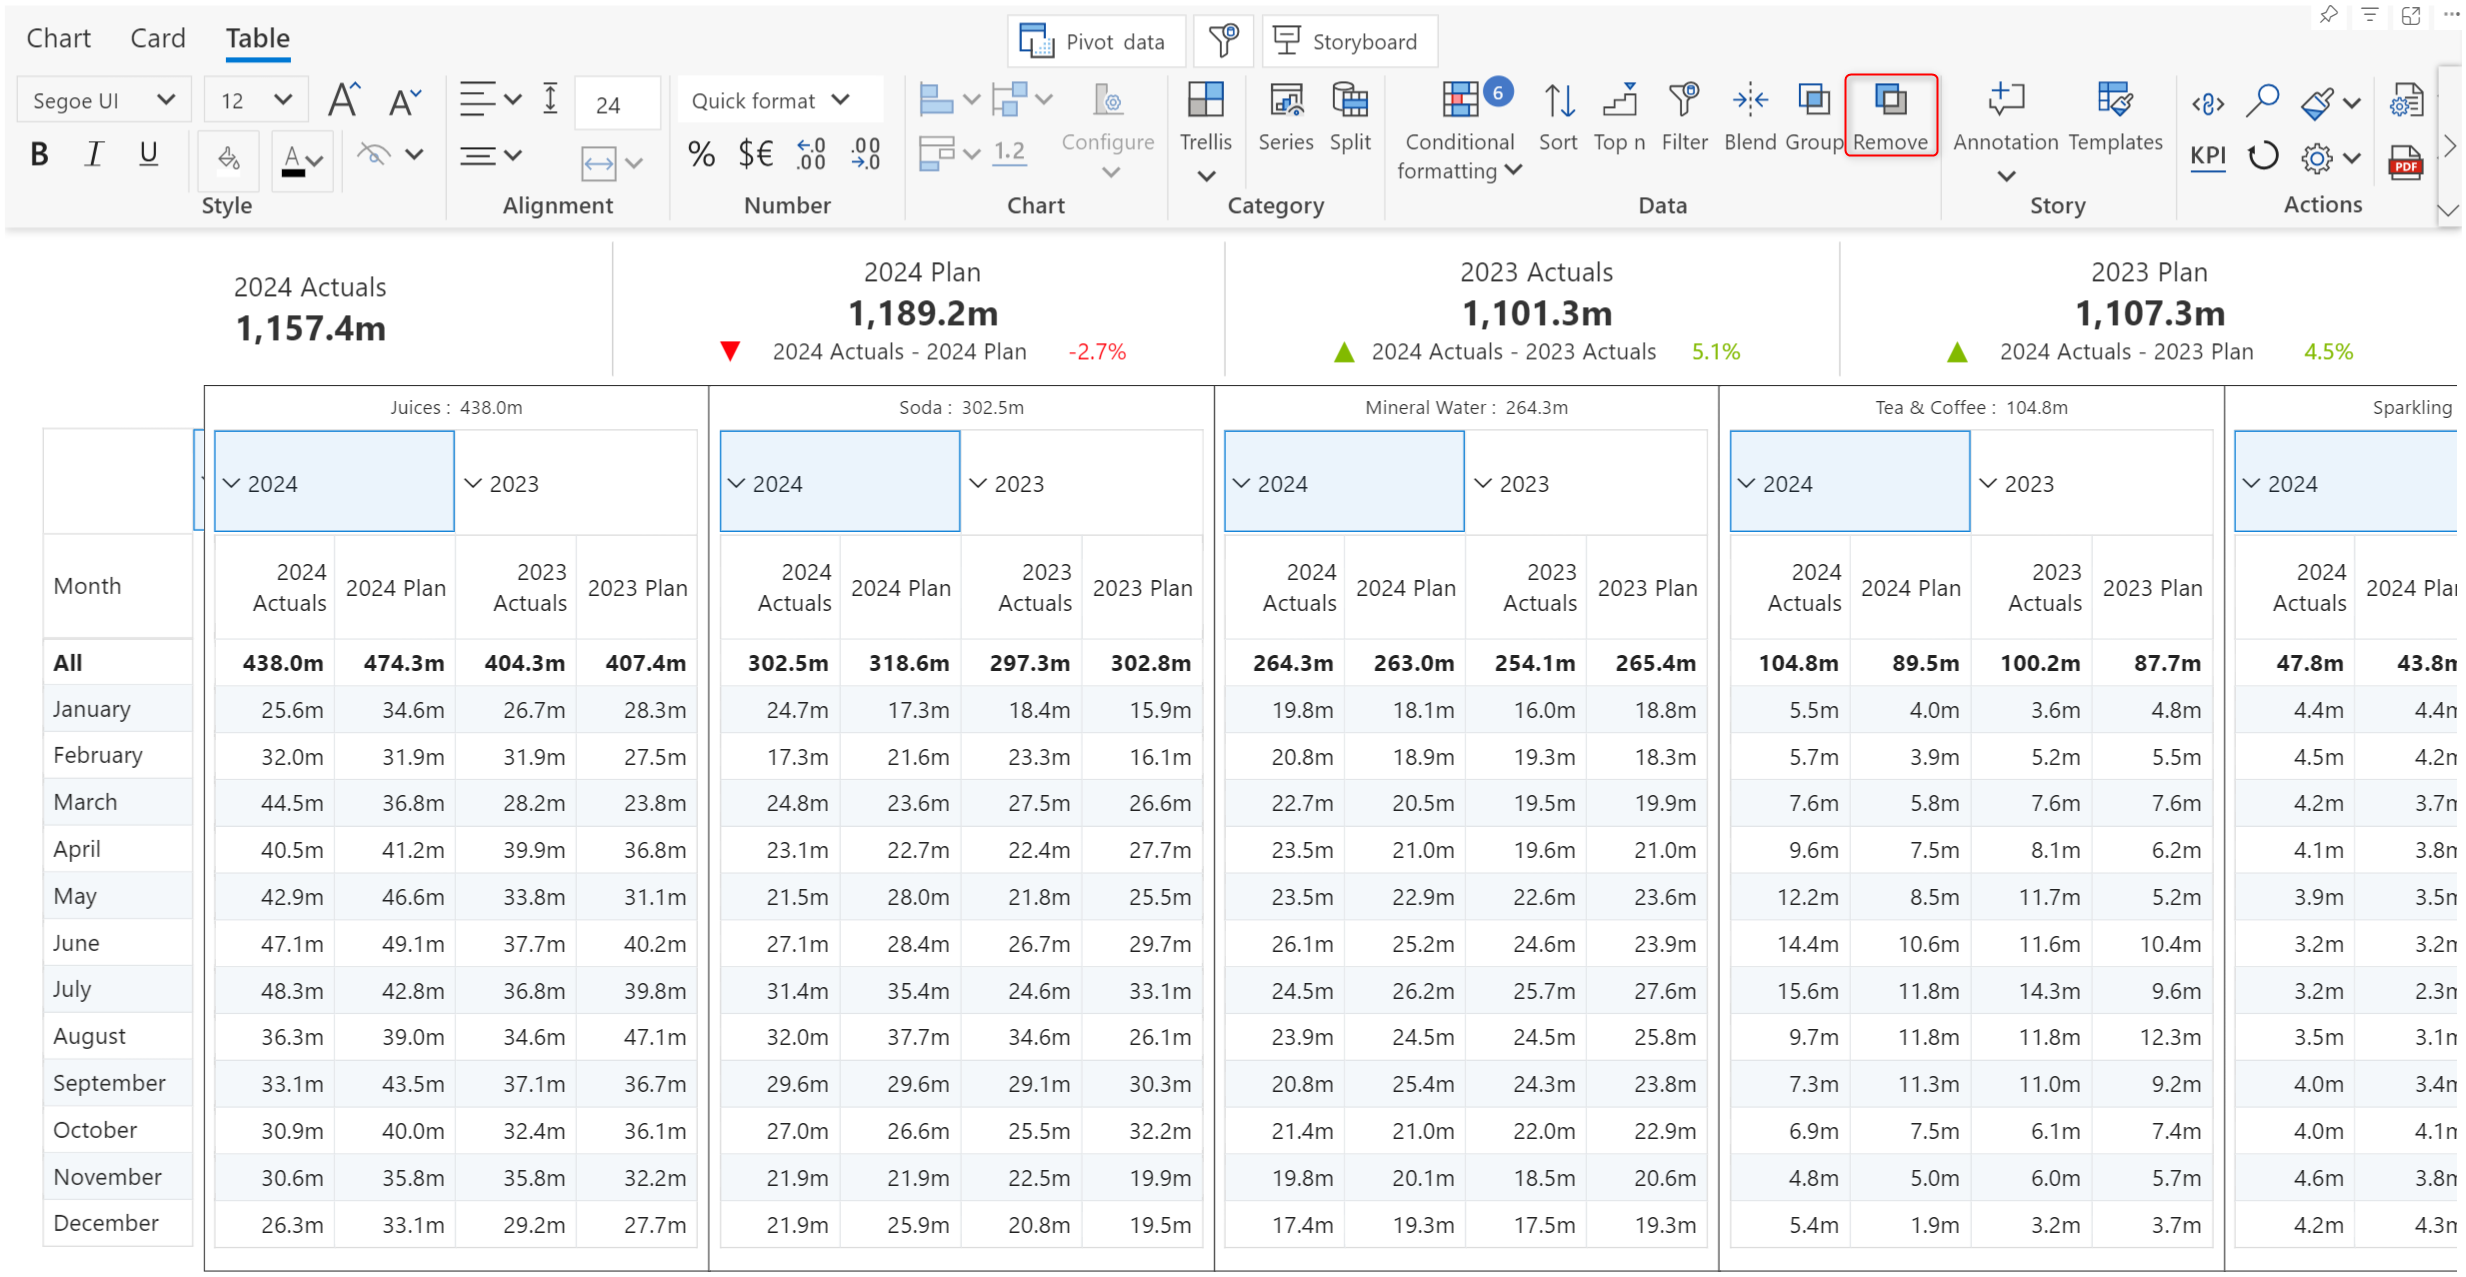 Chart Card Table
Pivot data Storyboard
Segoe UI 12 A A 24 Quick format 6
B I U A % $€ .0 .00 .00 .0 1.2 Configure Trellis Series Split Conditional formatting Sort Top n Filter Blend Group Remove Annotation Templates KPI PDF
Style Alignment Number Chart Category Data Story Actions
2024 Actuals
1,157.4m
2024 Plan
1,189.2m
2024 Actuals - 2024 Plan -2.7%
2023 Actuals
1,101.3m
2024 Actuals - 2023 Actuals 5.1%
2023 Plan
1,107.3m
2024 Actuals - 2023 Plan 4.5%
Juices : 438.0m Soda : 302.5m Mineral Water : 264.3m Tea & Coffee : 104.8m Sparkling
2024 2023 2024 2023 2024 2023 2024 2023 2024
Month 2024 Actuals 2024 Plan 2023 Actuals 2023 Plan 2024 Actuals 2024 Plan 2023 Actuals 2023 Plan 2024 Actuals 2024 Plan 2023 Actuals 2023 Plan 2024 Actuals 2024 Plan 2023 Actuals 2023 Plan 2024 Actuals 2024 Plan
All 438.0m 474.3m 404.3m 407.4m 302.5m 318.6m 297.3m 302.8m 264.3m 263.0m 254.1m 265.4m 104.8m 89.5m 100.2m 87.7m 47.8m 43.8m
January 25.6m 34.6m 26.7m 28.3m 24.7m 17.3m 18.4m 15.9m 19.8m 18.1m 16.0m 18.8m 5.5m 4.0m 3.6m 4.8m 4.4m 4.4m
February 32.0m 31.9m 31.9m 27.5m 17.3m 21.6m 23.3m 16.1m 20.8m 18.9m 19.3m 18.3m 5.7m 3.9m 5.2m 5.5m 4.5m 4.2m
March 44.5m 36.8m 28.2m 23.8m 24.8m 23.6m 27.5m 26.6m 22.7m 20.5m 19.5m 19.9m 7.6m 5.8m 7.6m 7.6m 4.2m 3.7m
April 40.5m 41.2m 39.9m 36.8m 23.1m 22.7m 22.4m 27.7m 23.5m 21.0m 19.6m 21.0m 9.6m 7.5m 8.1m 6.2m 4.1m 3.8m
May 42.9m 46.6m 33.8m 31.1m 21.5m 28.0m 21.8m 25.5m 23.5m 22.9m 22.6m 23.6m 12.2m 8.5m 11.7m 5.2m 3.9m 3.5m
June 47.1m 49.1m 37.7m 40.2m 27.1m 28.4m 26.7m 29.7m 26.1m 25.2m 24.6m 23.9m 14.4m 10.6m 11.6m 10.4m 3.2m 3.2m
July 48.3m 42.8m 36.8m 39.8m 31.4m 35.4m 24.6m 33.1m 24.5m 26.2m 25.7m 27.6m 15.6m 11.8m 14.3m 9.6m 3.2m 2.3m
August 36.3m 39.0m 34.6m 47.1m 32.0m 37.7m 34.6m 26.1m 23.9m 24.5m 24.5m 25.8m 9.7m 11.8m 11.8m 12.3m 3.5m 3.1m
September 33.1m 43.5m 37.1m 36.7m 29.6m 29.6m 29.1m 30.3m 20.8m 25.4m 24.3m 23.8m 7.3m 11.3m 11.0m 9.2m 4.0m 3.4m
October 30.9m 40.0m 32.4m 36.1m 27.0m 26.6m 25.5m 32.2m 21.4m 21.0m 22.0m 22.9m 6.9m 7.5m 6.1m 7.4m 4.0m 4.1m
November 30.6m 35.8m 35.8m 32.2m 21.9m 21.9m 22.5m 19.9m 19.8m 20.1m 18.5m 20.6m 4.8m 5.0m 6.0m 5.7m 4.6m 3.8m
December 26.3m 33.1m 29.2m 27.7m 21.9m 25.9m 20.8m 19.5m 17.4m 19.3m 17.5m 19.3m 5.4m 1.9m 3.2m 3.7m 4.2m 4.3m